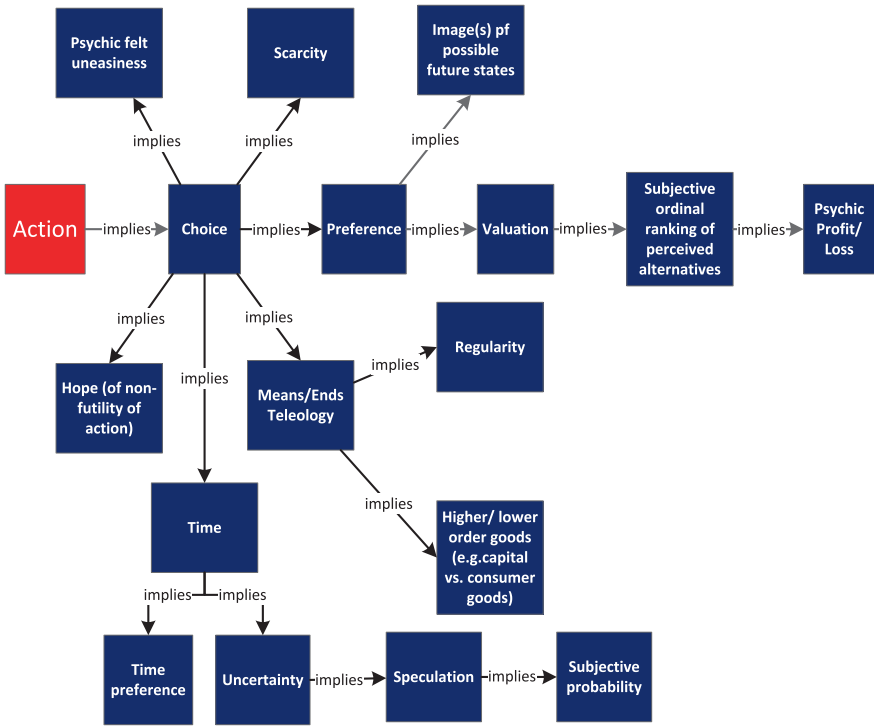 Psychic felt
uneasiness
Scarcity
Image(s) pf
possible
future states
implies
implies
implies
Action
implies
Choice
implies
Preference
implies
Valuation
implies
Subjective
ordinal
ranking of
perceived
alternatives
implies
Psychic
Profit/
Loss
implies
implies
implies
Hope (of non-
futility of
action)
Means/Ends
Teleology
implies
Regularity
implies
Higher/ lower
order goods
(e.g.capital
vs. consumer
goods)
Time
implies
implies
Time
preference
Uncertainty
implies
Speculation
implies
Subjective
probability